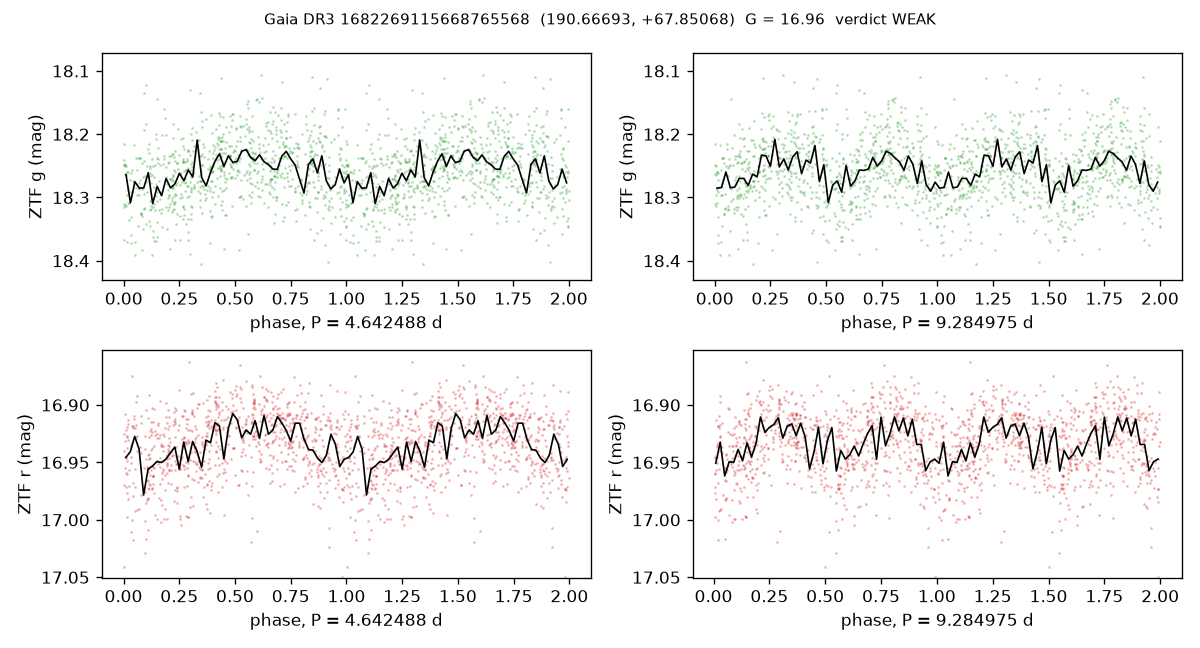 Gaia DR3 1682269115668765568  (190.66693, +67.85068)  G = 16.96  verdict WEAK
ZTF g (mag)
18.1
18.2
18.3
18.4
0.00 0.25 0.50 0.75 1.00 1.25 1.50 1.75 2.00
phase, P = 4.642488 d
ZTF g (mag)
18.1
18.2
18.3
18.4
0.00 0.25 0.50 0.75 1.00 1.25 1.50 1.75 2.00
phase, P = 9.284975 d
ZTF r (mag)
16.90
16.95
17.00
17.05
0.00 0.25 0.50 0.75 1.00 1.25 1.50 1.75 2.00
phase, P = 4.642488 d
ZTF r (mag)
16.90
16.95
17.00
17.05
0.00 0.25 0.50 0.75 1.00 1.25 1.50 1.75 2.00
phase, P = 9.284975 d